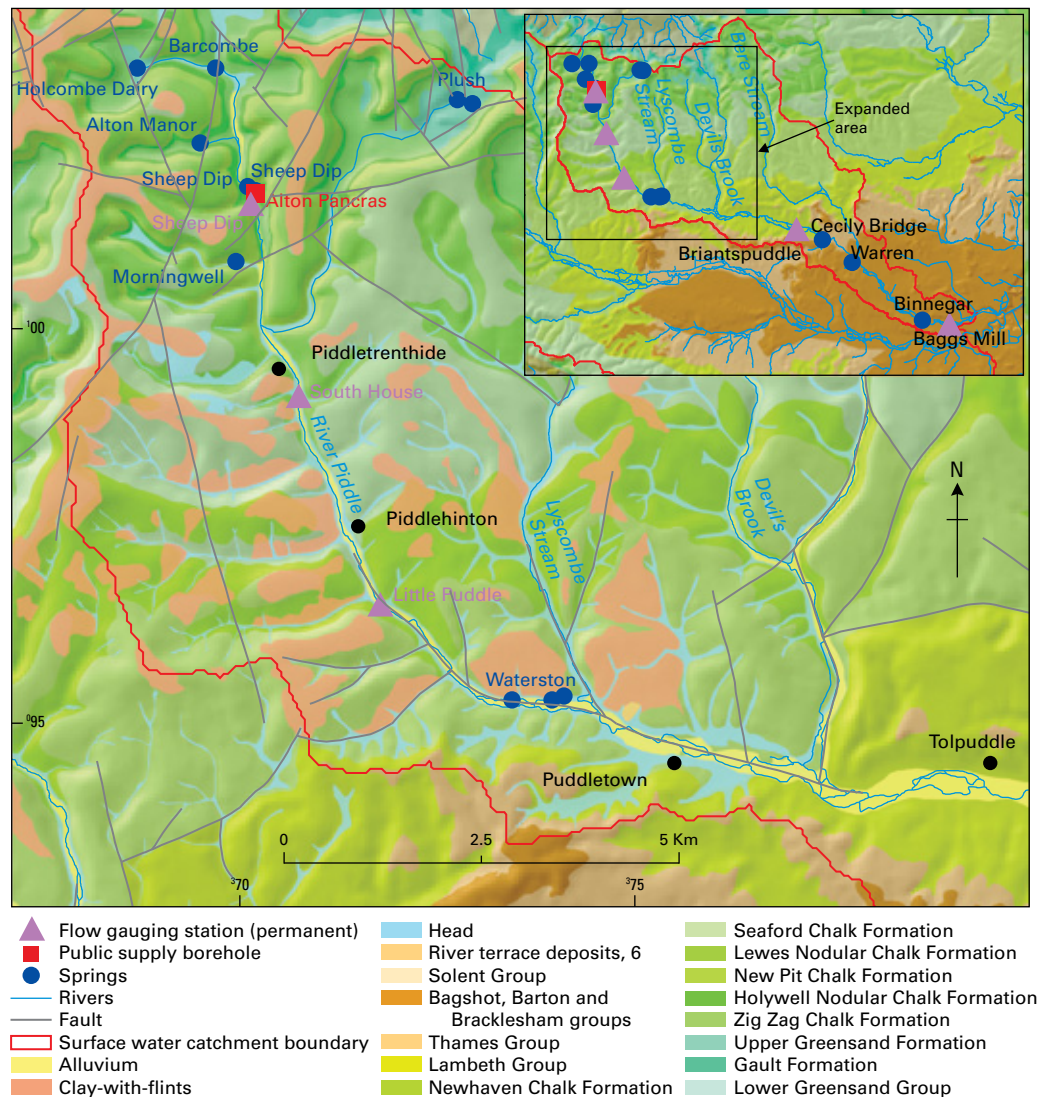 Barcombe
Holcombe Dairy
Plush
Alton Manor
Sheep Dip
Sheep Dip
Alton Pancras
Sheep Dip
Morningwell
¹00
Piddletrenthide
South House
River Piddle
Piddlehinton
Little Puddle
Lyscombe
Stream
Devil's
Brook
Waterston
⁰95
Puddletown
Tolpuddle
0
2.5
5 Km
³70
³75
N
Bere Stream
Lyscombe
Stream
Devils Brook
Expanded
area
Cecily Bridge
Briantspuddle
Warren
Binnegar
Baggs Mill
Flow gauging station (permanent)
Public supply borehole
Springs
Rivers
Fault
Surface water catchment boundary
Alluvium
Clay-with-flints
Head
River terrace deposits, 6
Solent Group
Bagshot, Barton and
Bracklesham groups
Thames Group
Lambeth Group
Newhaven Chalk Formation
Seaford Chalk Formation
Lewes Nodular Chalk Formation
New Pit Chalk Formation
Holywell Nodular Chalk Formation
Zig Zag Chalk Formation
Upper Greensand Formation
Gault Formation
Lower Greensand Group